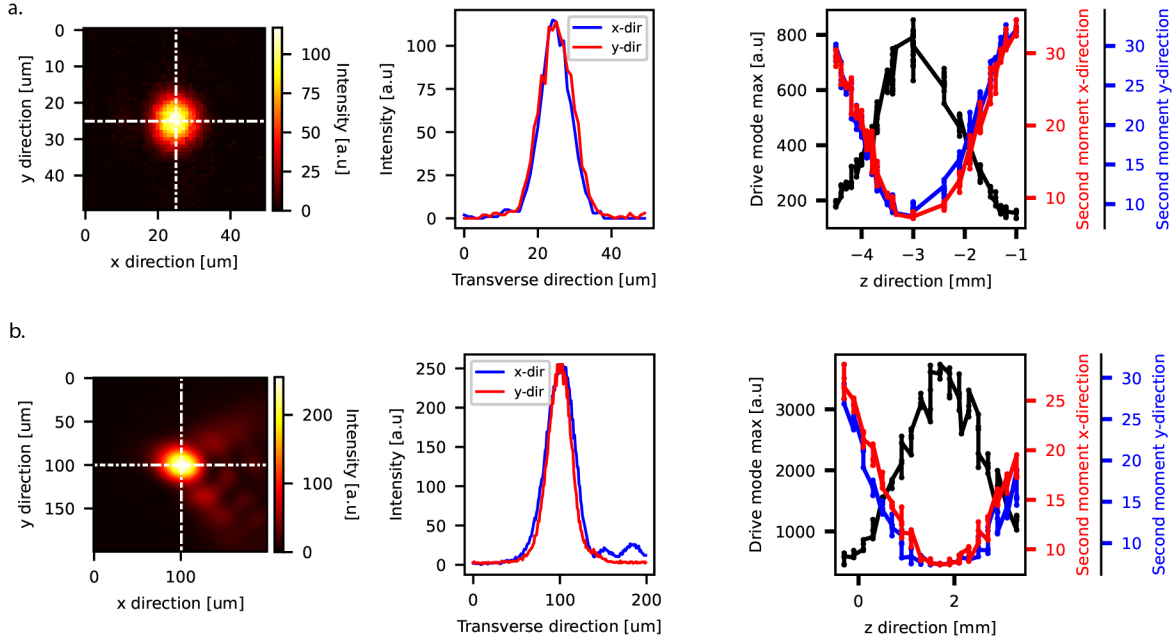 a.
0
10
20
30
40
y direction [um]
0
20
40
x direction [um]
100
75
50
25
0
Intensity [a.u]
x-dir
y-dir
100
75
50
25
0
Intensity [a.u]
0
20
40
Transverse direction [um]
800
600
400
200
Drive mode max [a.u]
−4
−3
−2
−1
z direction [mm]
30
20
10
Second moment x-direction
30
25
20
15
10
Second moment y-direction
b.
0
50
100
150
y direction [um]
0
100
x direction [um]
200
100
0
Intensity [a.u]
x-dir
y-dir
250
200
150
100
50
0
Intensity [a.u]
0
100
200
Transverse direction [um]
3000
2000
1000
Drive mode max [a.u]
0
2
z direction [mm]
25
20
15
10
Second moment x-direction
30
25
20
15
10
Second moment y-direction